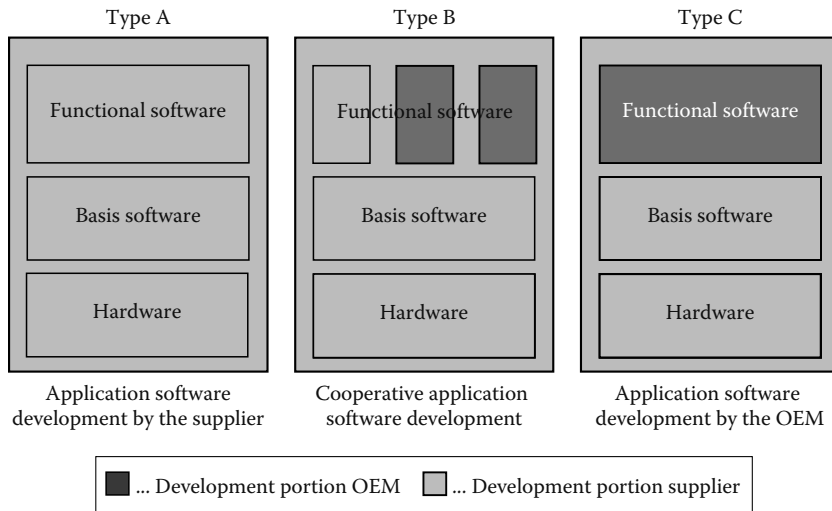 Type A
Type B
Type C
Functional software
Functional software
Functional software
Basis software
Basis software
Basis software
Hardware
Hardware
Hardware
Application software
development by the supplier
Cooperative application
software development
Application software
development by the OEM
... Development portion OEM
... Development portion supplier